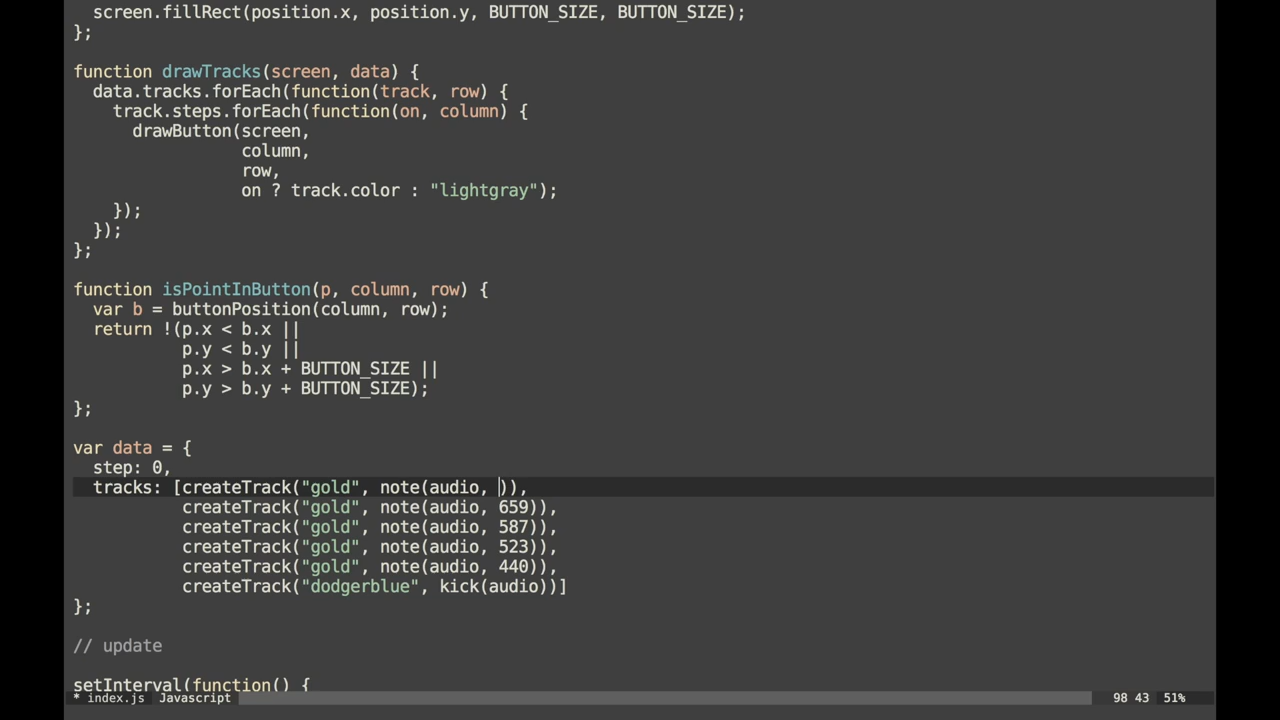 screen.fillRect(position.x, position.y, BUTTON_SIZE, BUTTON_SIZE);
};

function drawTracks(screen, data) {
  data.tracks.forEach(function(track, row) {
    track.steps.forEach(function(on, column) {
      drawButton(screen,
                 column,
                 row,
                 on ? track.color : "lightgray");
    });
  });
};

function isPointInButton(p, column, row) {
  var b = buttonPosition(column, row);
  return !(p.x < b.x ||
           p.y < b.y ||
           p.x > b.x + BUTTON_SIZE ||
           p.y > b.y + BUTTON_SIZE);
};

var data = {
  step: 0,
  tracks: [createTrack("gold", note(audio, )),
           createTrack("gold", note(audio, 659)),
           createTrack("gold", note(audio, 587)),
           createTrack("gold", note(audio, 523)),
           createTrack("gold", note(audio, 440)),
           createTrack("dodgerblue", kick(audio))]
};

// update

setInterval(function() {
* index.js  Javascript  98 43  51%